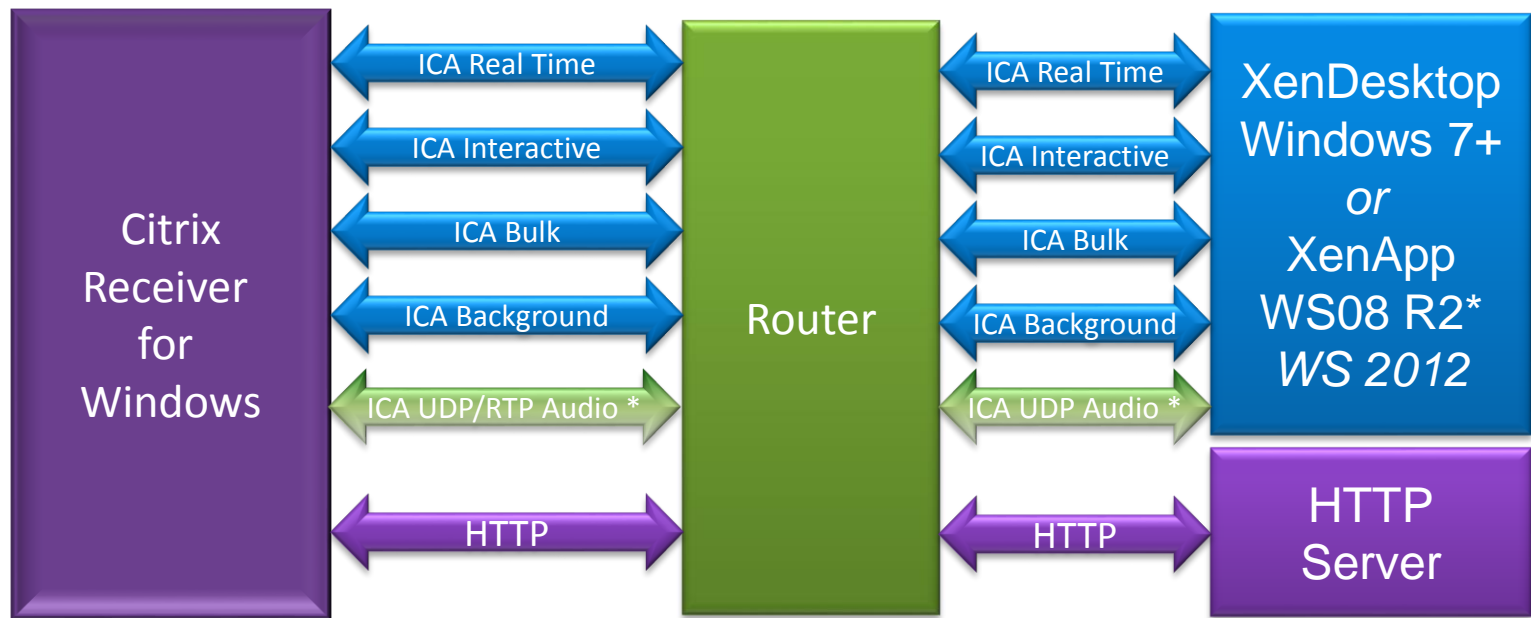 Citrix
Receiver
for
Windows
ICA Real Time
ICA Interactive
ICA Bulk
ICA Background
ICA UDP/RTP Audio *
HTTP
Router
ICA Real Time
ICA Interactive
ICA Bulk
ICA Background
ICA UDP Audio *
HTTP
XenDesktop
Windows 7+
or
XenApp
WS08 R2*
WS 2012
HTTP
Server